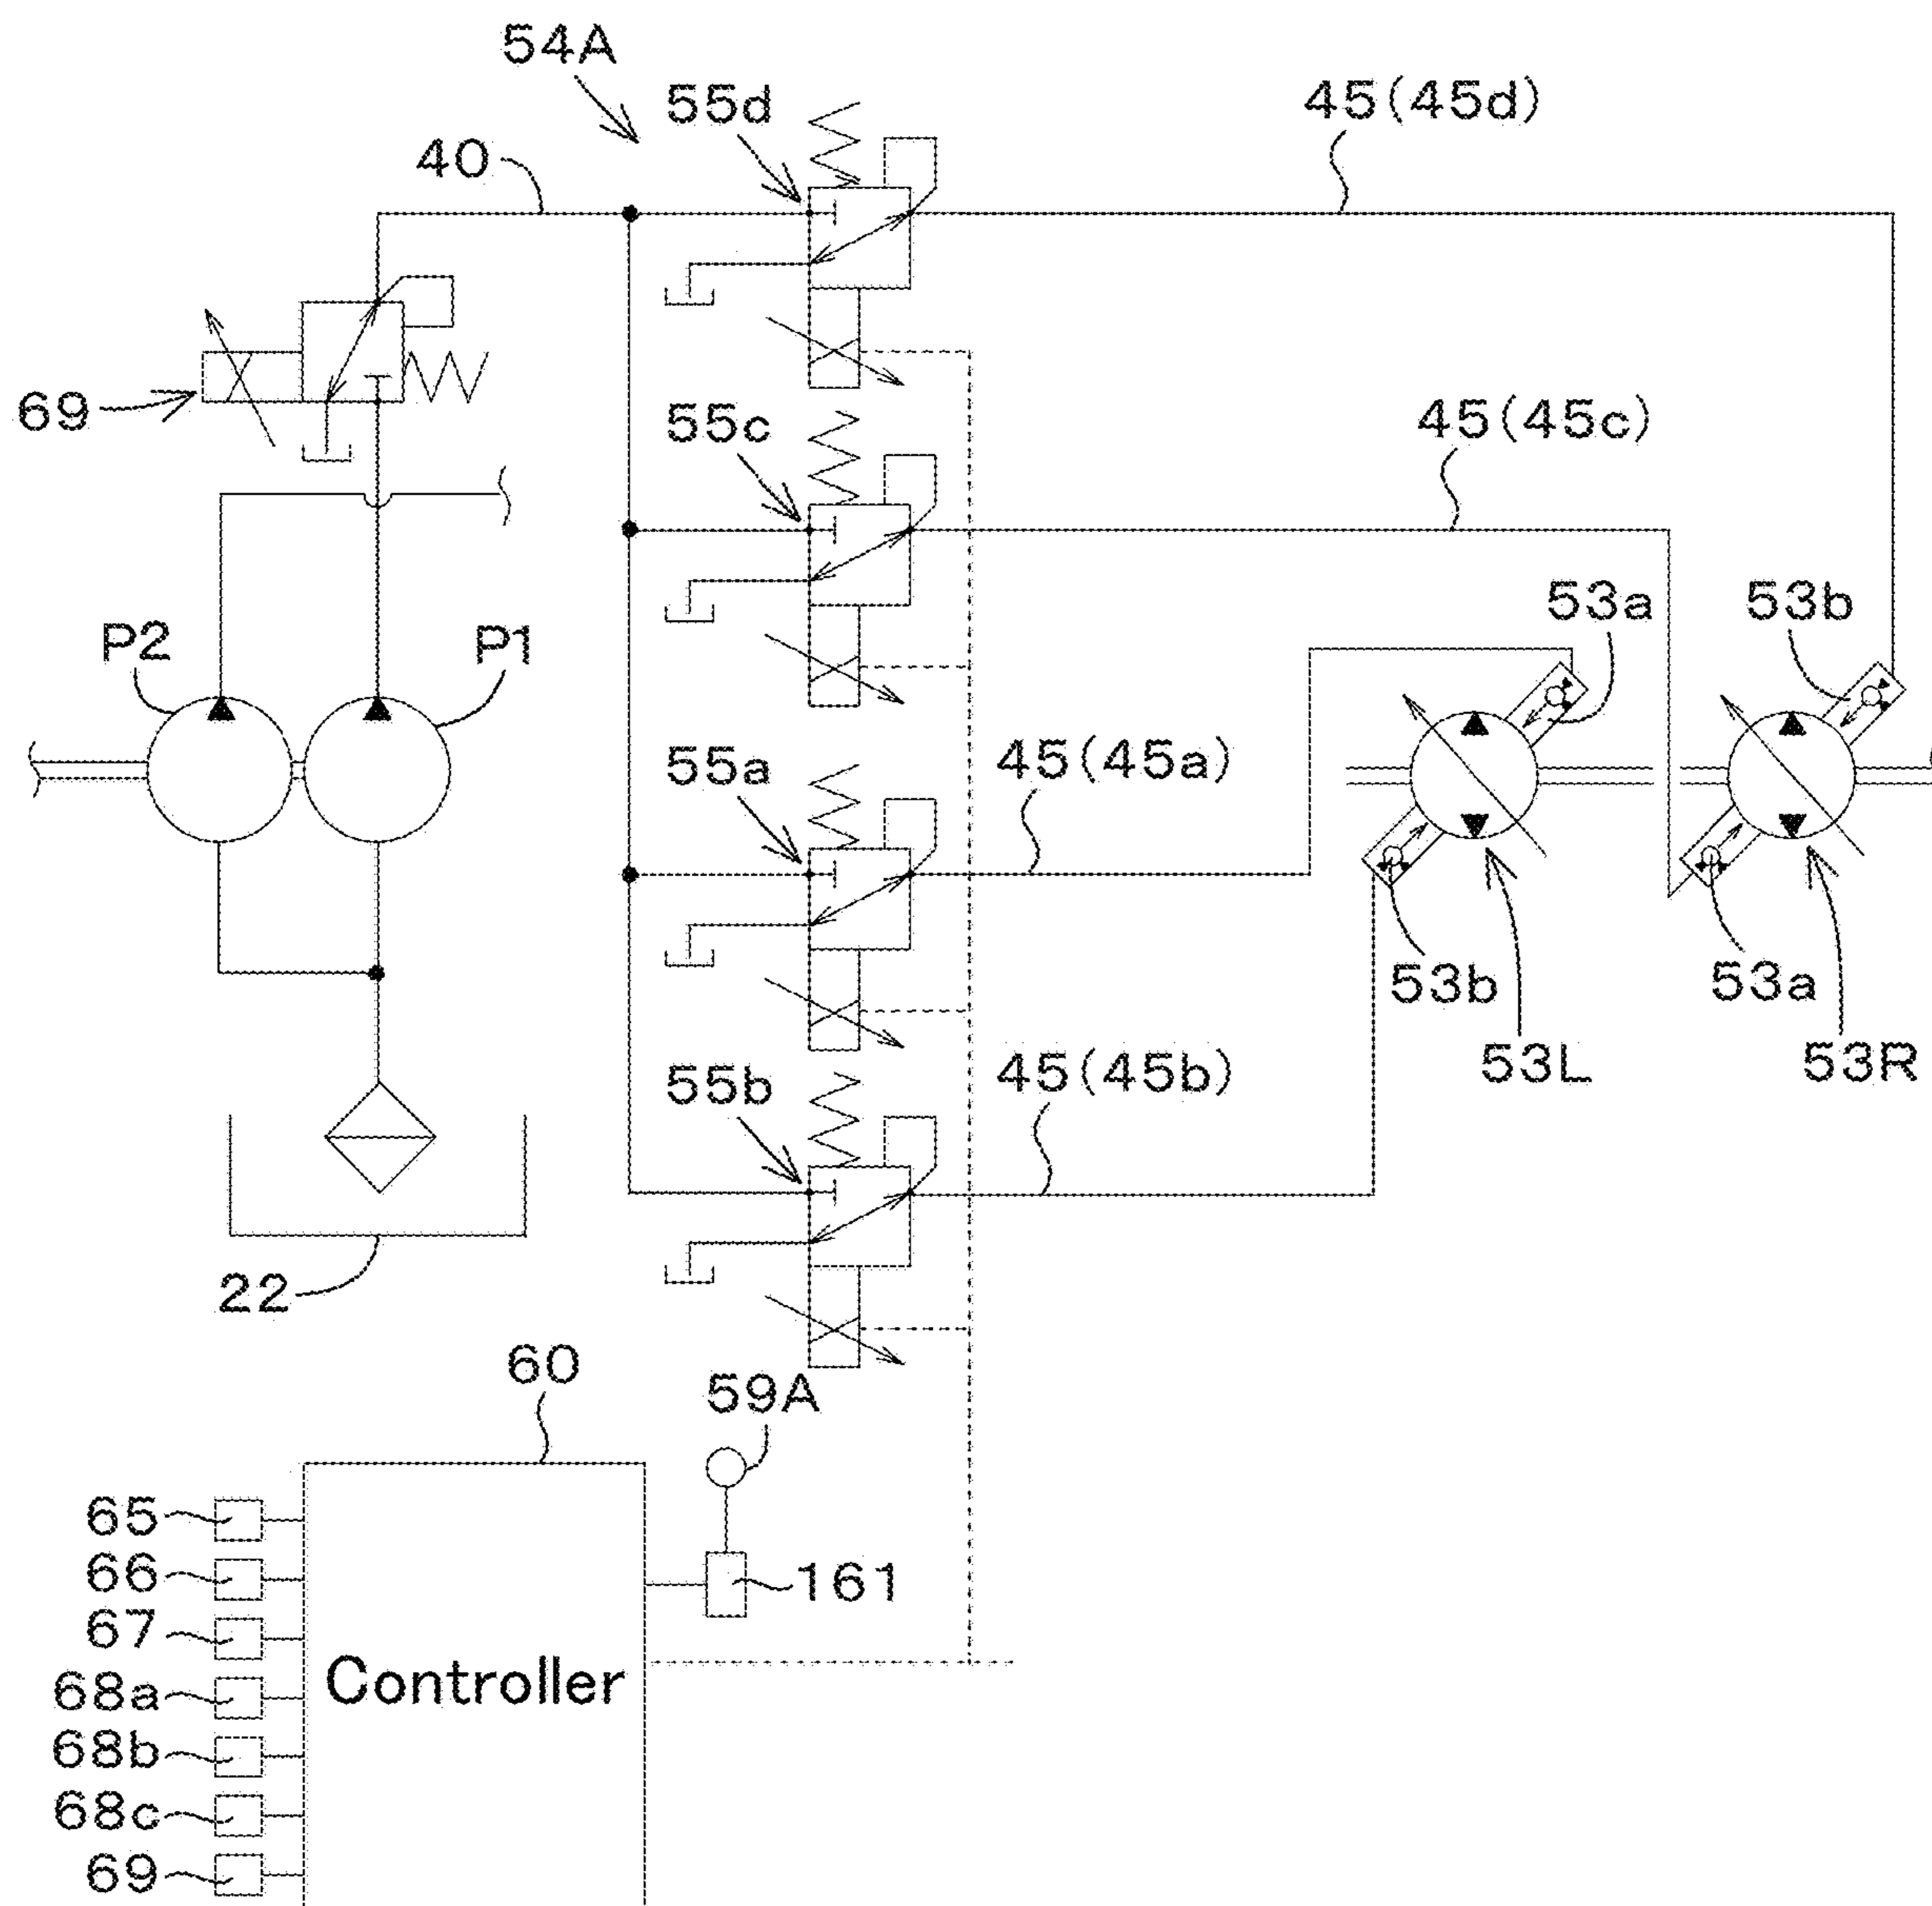 54A
55d
45(45d)
40
69
55c
45(45c)
53a
53b
P2
P1
55a
45(45a)
53b
53a
53L
53R
55b
45(45b)
22
60
59A
65
66
161
67
Controller
68a
68b
68c
69